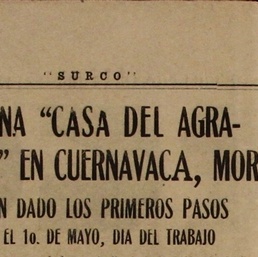 "SURCO"
NA "CASA DEL AGRA-
" EN CUERNAVACA, MOR
N DADO LOS PRIMEROS PASOS
EL 1o. DE MAYO, DIA DEL TRABAJO